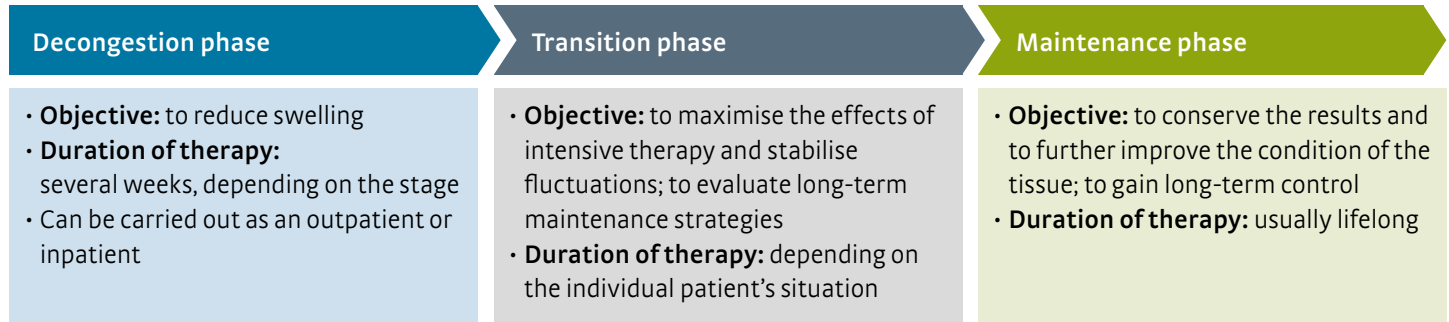 Decongestion phase
Transition phase
Maintenance phase
• Objective: to reduce swelling
• Duration of therapy:
several weeks, depending on the stage
• Can be carried out as an outpatient or
inpatient
• Objective: to maximise the effects of
intensive therapy and stabilise
fluctuations; to evaluate long-term
maintenance strategies
• Duration of therapy: depending on
the individual patient’s situation
• Objective: to conserve the results and
to further improve the condition of the
tissue; to gain long-term control
• Duration of therapy: usually lifelong